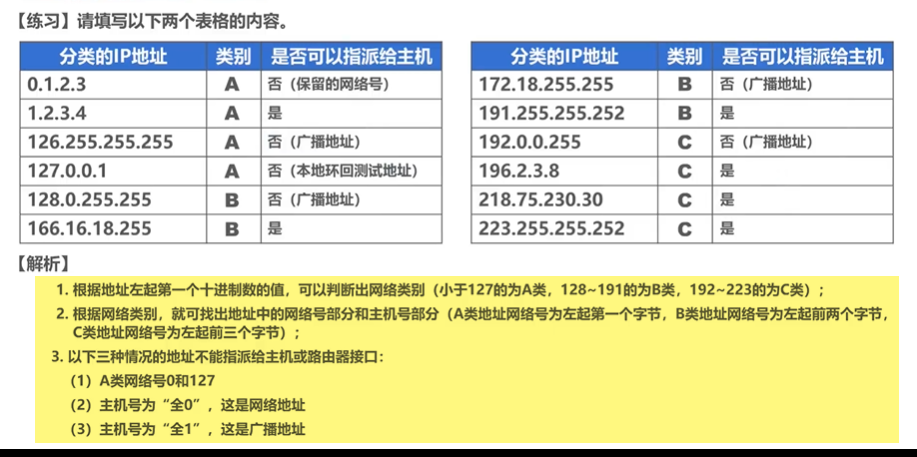 【练习】请填写以下两个表格的内容。
分类的IP地址 类别 是否可以指派给主机
0.1.2.3 A 否（保留的网络号）
1.2.3.4 A 是
126.255.255.255 A 否（广播地址）
127.0.0.1 A 否（本地环回测试地址）
128.0.255.255 B 否（广播地址）
166.16.18.255 B 是
分类的IP地址 类别 是否可以指派给主机
172.18.255.255 B 否（广播地址）
191.255.255.252 B 是
192.0.0.255 C 否（广播地址）
196.2.3.8 C 是
218.75.230.30 C 是
223.255.255.252 C 是
【解析】
1. 根据地址左起第一个十进制数的值，可以判断出网络类别（小于127的为A类，128~191的为B类，192~223的为C类）；
2. 根据网络类别，就可找出地址中的网络号部分和主机号部分（A类地址网络号为左起第一个字节，B类地址网络号为左起前两个字节，
C类地址网络号为左起前三个字节）；
3. 以下三种情况的地址不能指派给主机或路由器接口：
（1）A类网络号0和127
（2）主机号为“全0”，这是网络地址
（3）主机号为“全1”，这是广播地址